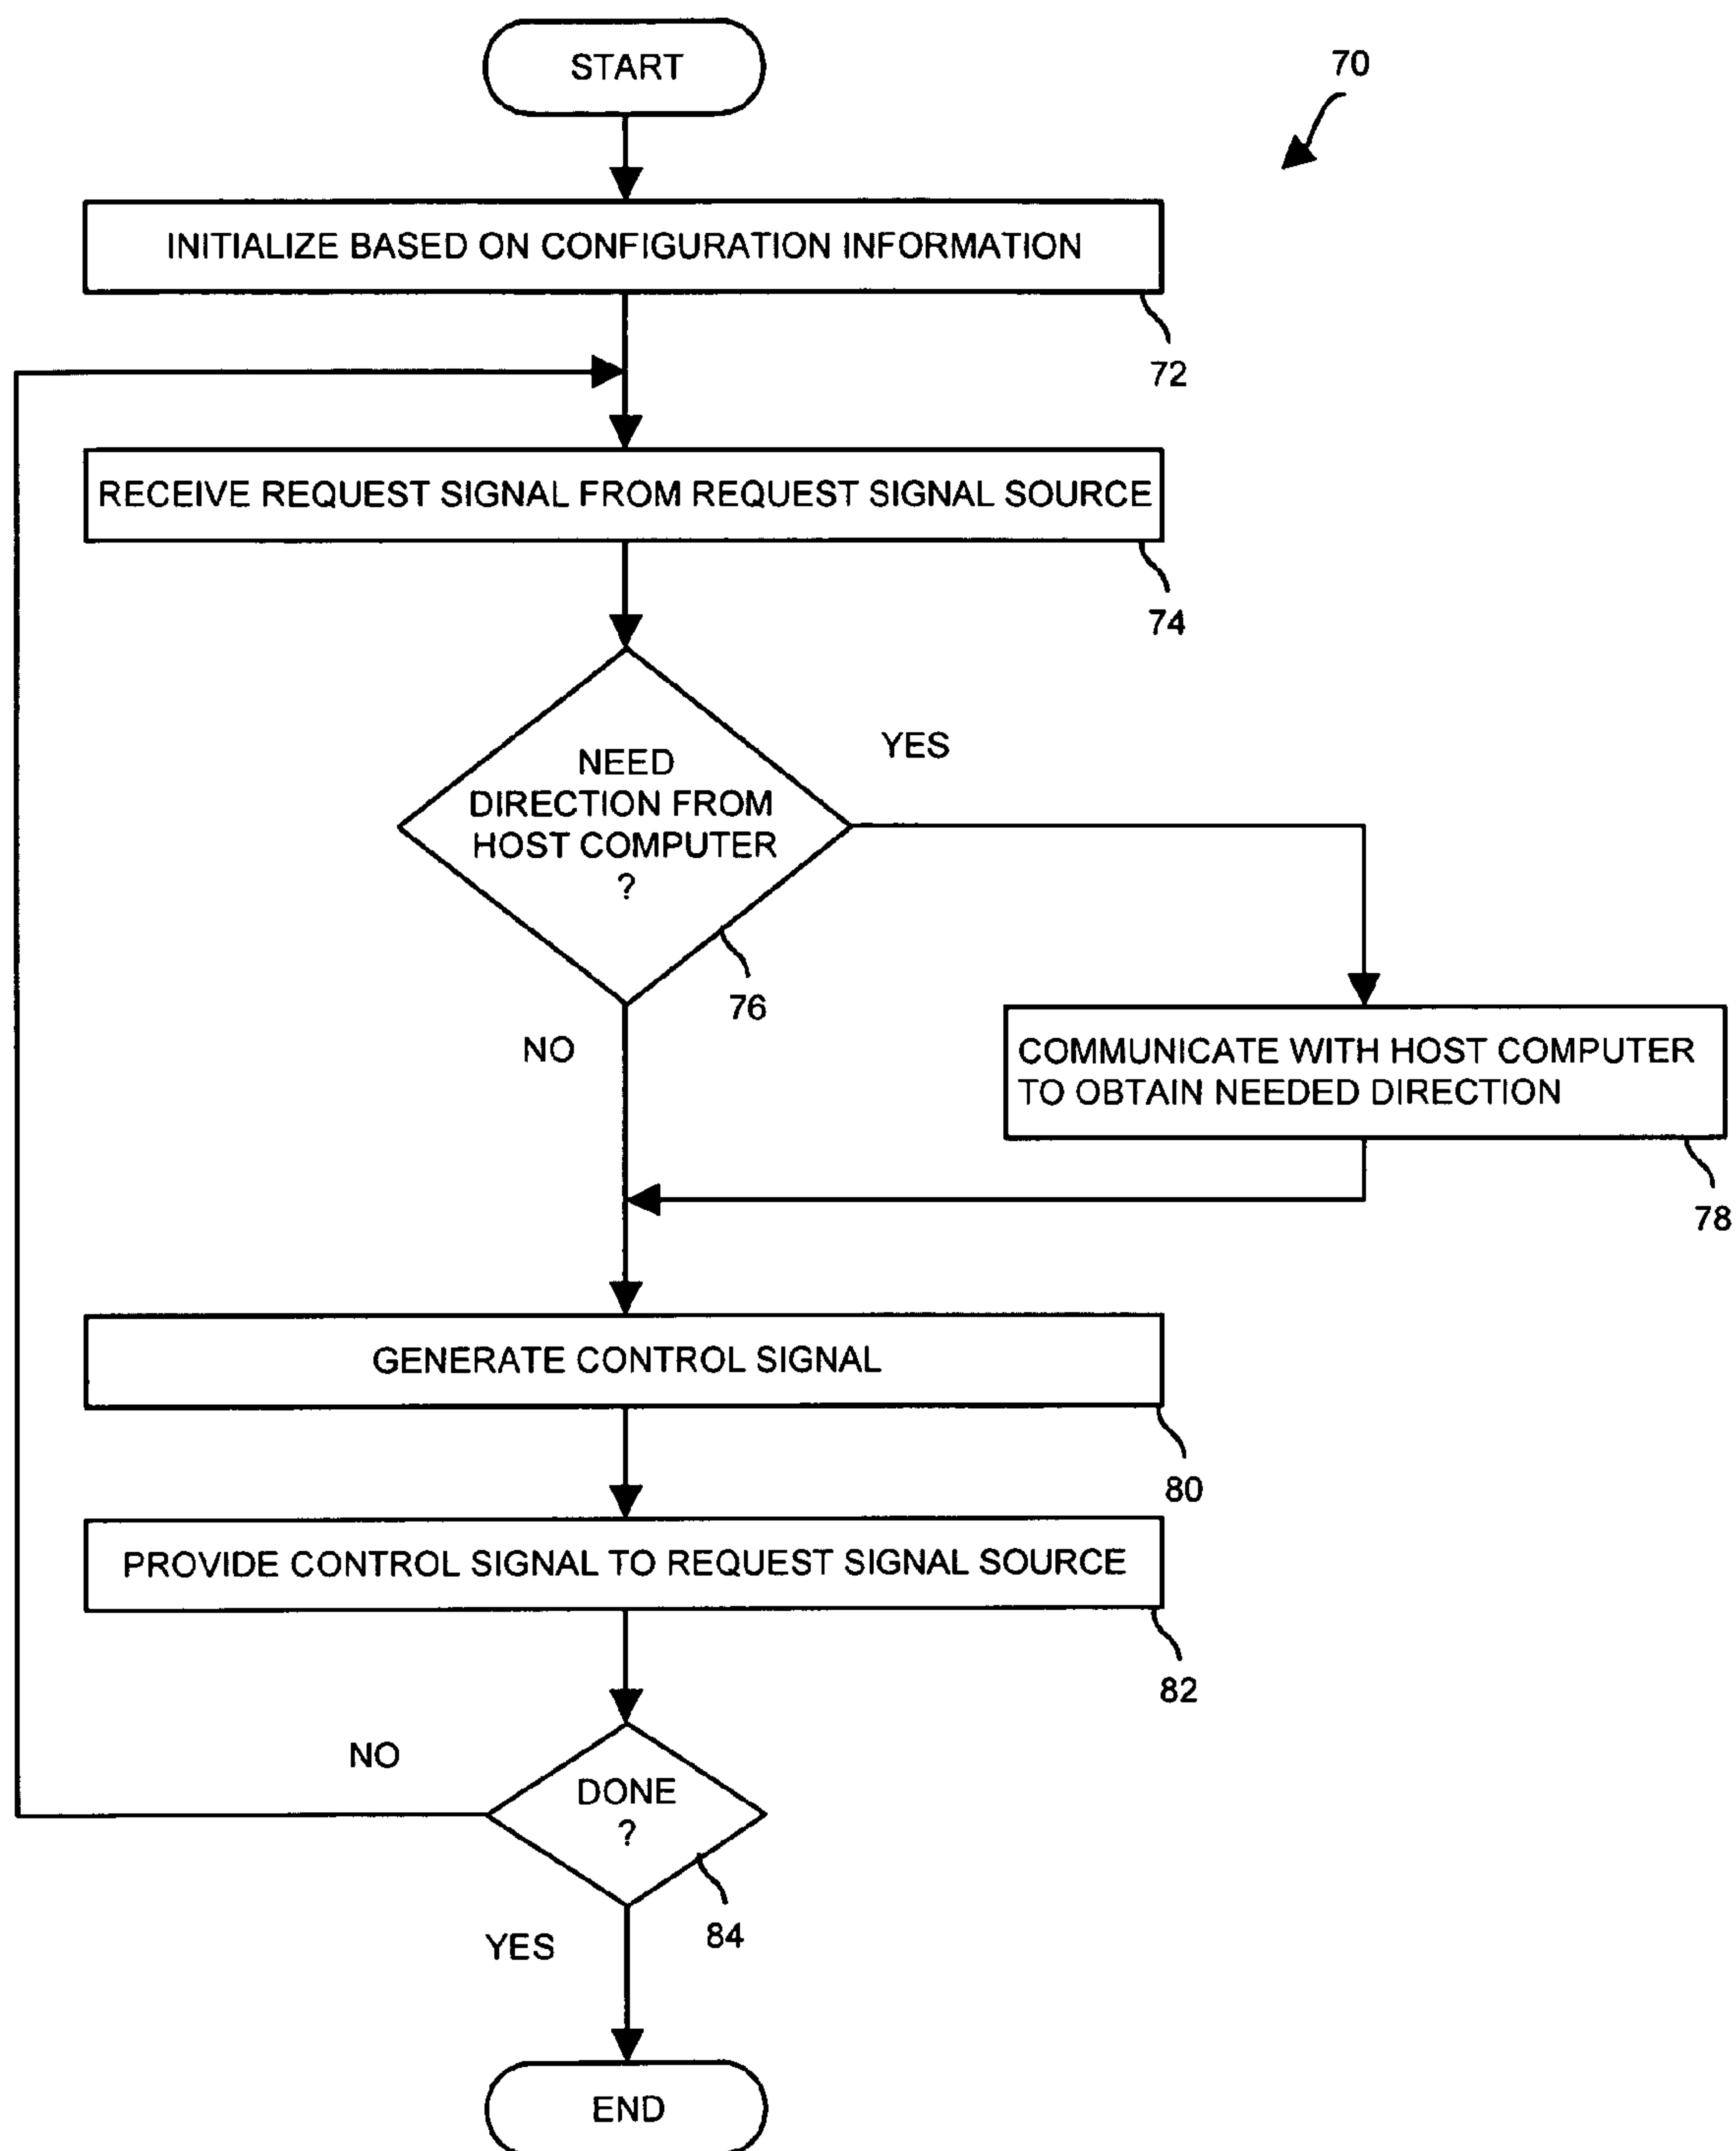 START
70
INITIALIZE BASED ON CONFIGURATION INFORMATION
72
RECEIVE REQUEST SIGNAL FROM REQUEST SIGNAL SOURCE
74
YES
NEED
DIRECTION FROM
HOST COMPUTER
?
76
NO
COMMUNICATE WITH HOST COMPUTER
TO OBTAIN NEEDED DIRECTION
78
GENERATE CONTROL SIGNAL
80
PROVIDE CONTROL SIGNAL TO REQUEST SIGNAL SOURCE
82
NO
DONE
?
84
YES
END